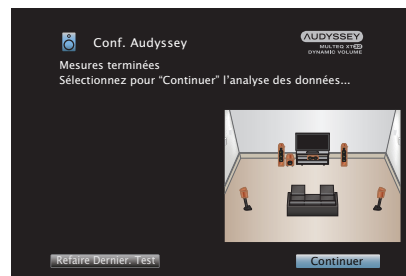 Conf. Audyssey
AUDYSSEY
MULTEQ XT32
DYNAMIC VOLUME
Mesures terminées
Sélectionnez pour “Continuer” l’analyse des données...
Refaire Dernier. Test
Continuer